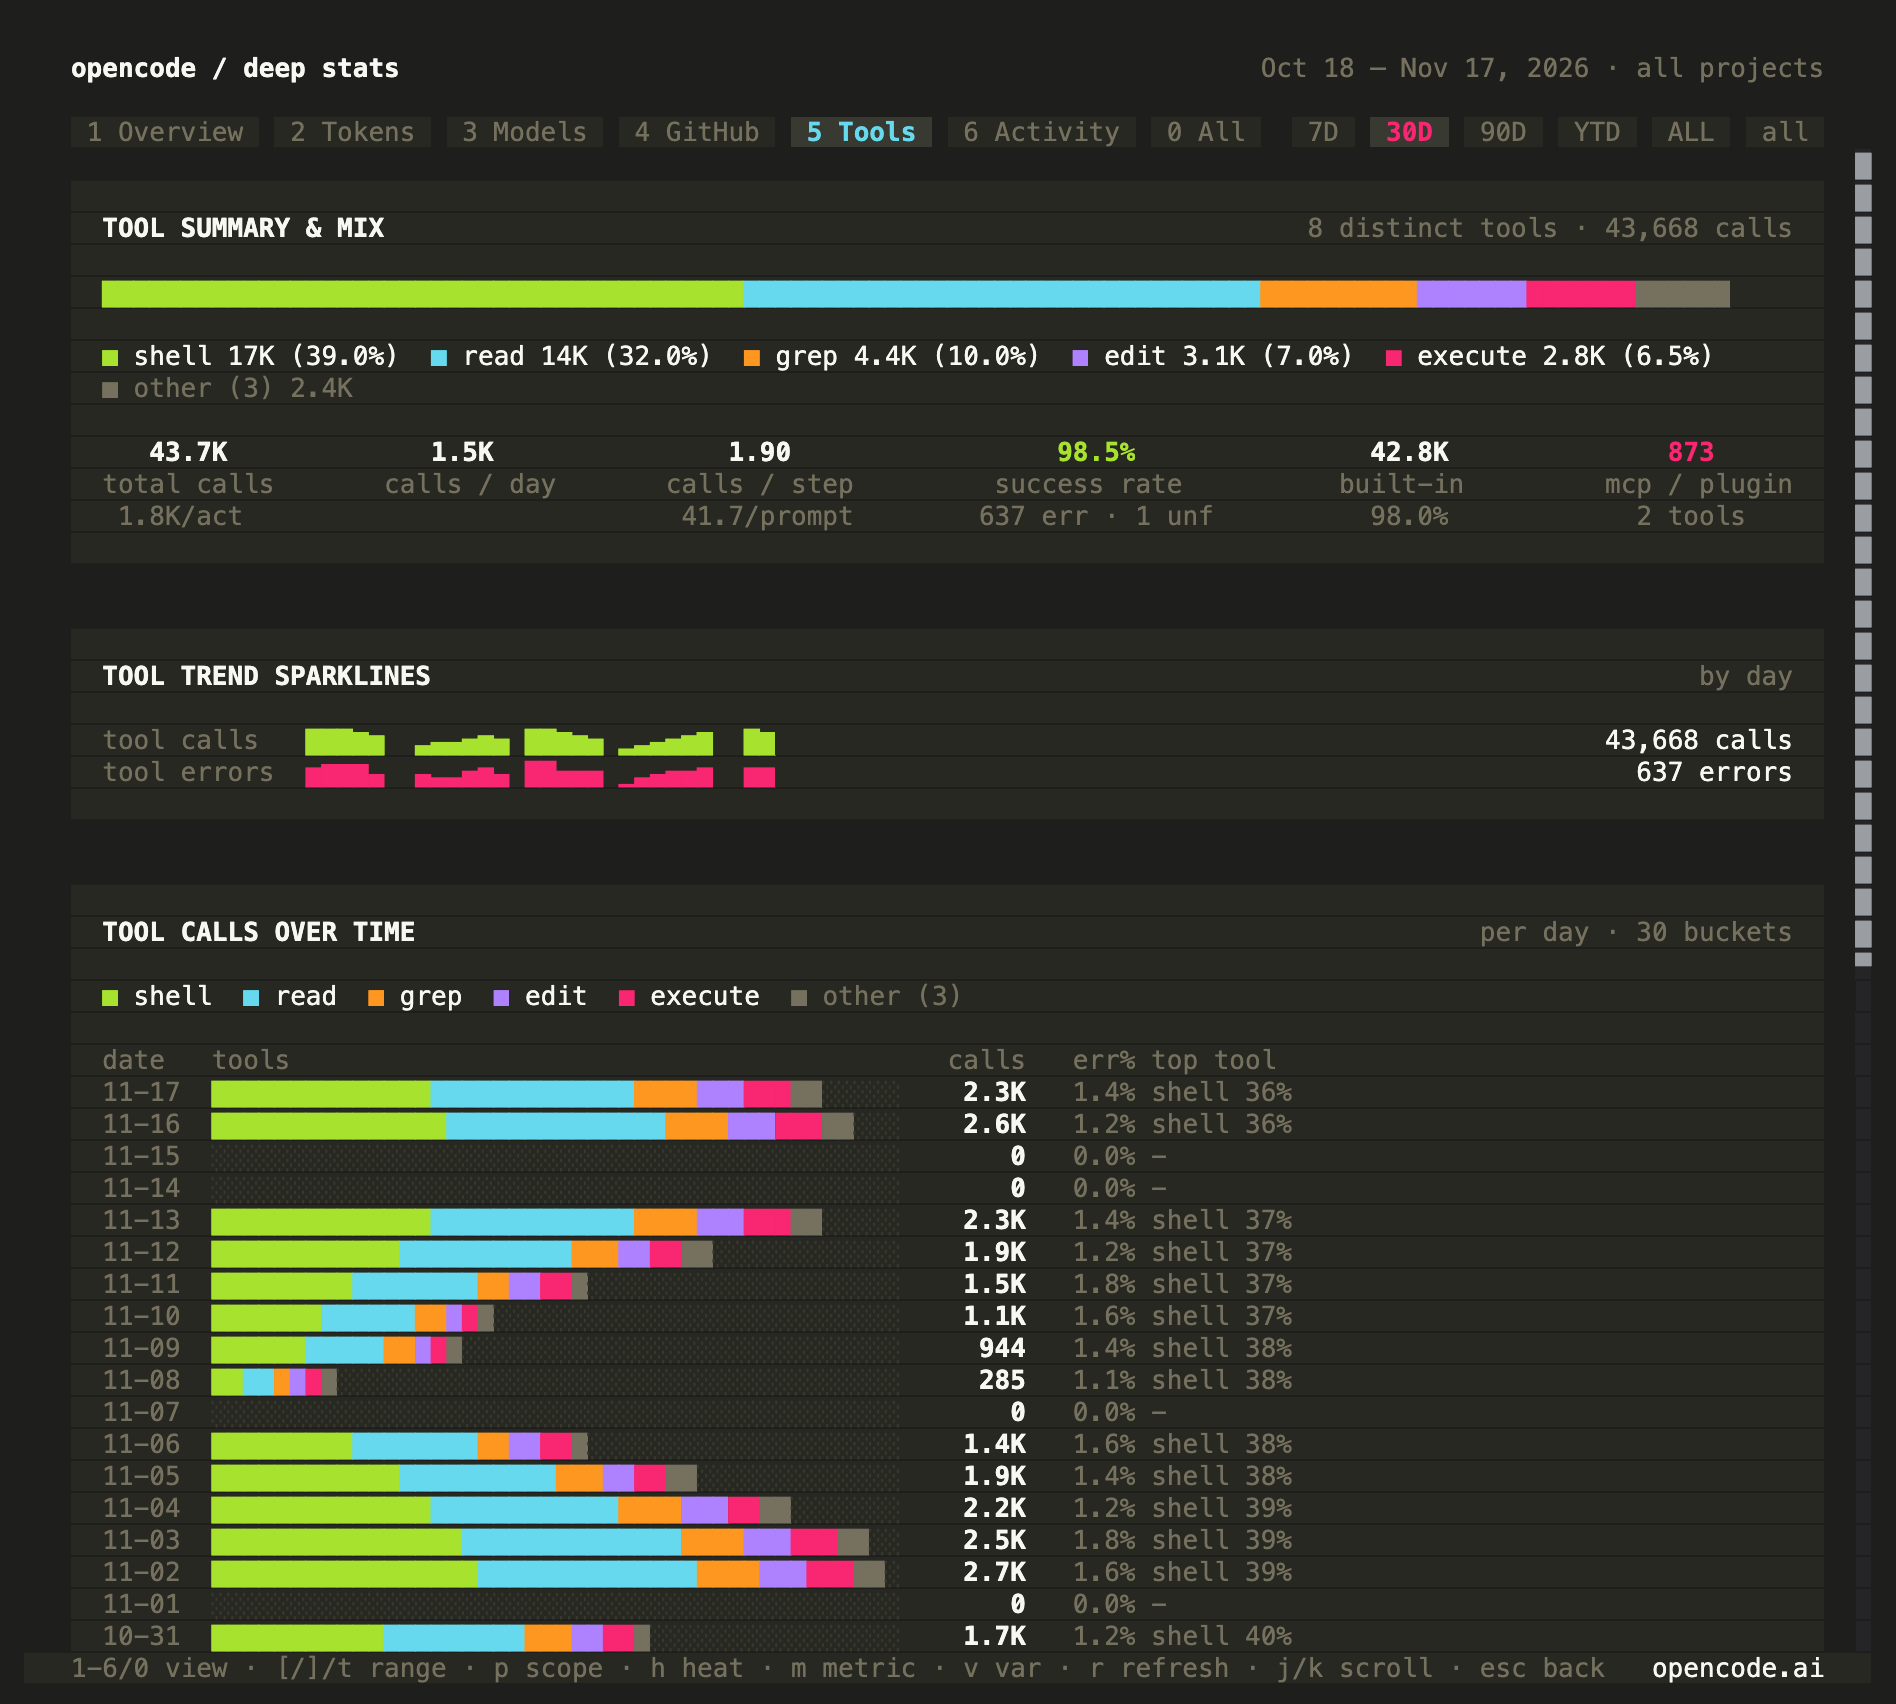 opencode / deep stats Oct 18 – Nov 17, 2026 · all projects
1 Overview 2 Tokens 3 Models 4 GitHub 5 Tools 6 Activity 0 All 7D 30D 90D YTD ALL all
TOOL SUMMARY & MIX 8 distinct tools · 43,668 calls
shell 17K (39.0%) read 14K (32.0%) grep 4.4K (10.0%) edit 3.1K (7.0%) execute 2.8K (6.5%)
other (3) 2.4K
43.7K 1.5K 1.90 98.5% 42.8K 873
total calls calls / day calls / step success rate built-in mcp / plugin
1.8K/act 41.7/prompt 637 err · 1 unf 98.0% 2 tools
TOOL TREND SPARKLINES by day
tool calls 43,668 calls
tool errors 637 errors
TOOL CALLS OVER TIME per day · 30 buckets
shell read grep edit execute other (3)
date tools calls err% top tool
11-17 2.3K 1.4% shell 36%
11-16 2.6K 1.2% shell 36%
11-15 0 0.0% –
11-14 0 0.0% –
11-13 2.3K 1.4% shell 37%
11-12 1.9K 1.2% shell 37%
11-11 1.5K 1.8% shell 37%
11-10 1.1K 1.6% shell 37%
11-09 944 1.4% shell 38%
11-08 285 1.1% shell 38%
11-07 0 0.0% –
11-06 1.4K 1.6% shell 38%
11-05 1.9K 1.4% shell 38%
11-04 2.2K 1.2% shell 39%
11-03 2.5K 1.8% shell 39%
11-02 2.7K 1.6% shell 39%
11-01 0 0.0% –
10-31 1.7K 1.2% shell 40%
1-6/0 view · [/]/t range · p scope · h heat · m metric · v var · r refresh · j/k scroll · esc back opencode.ai